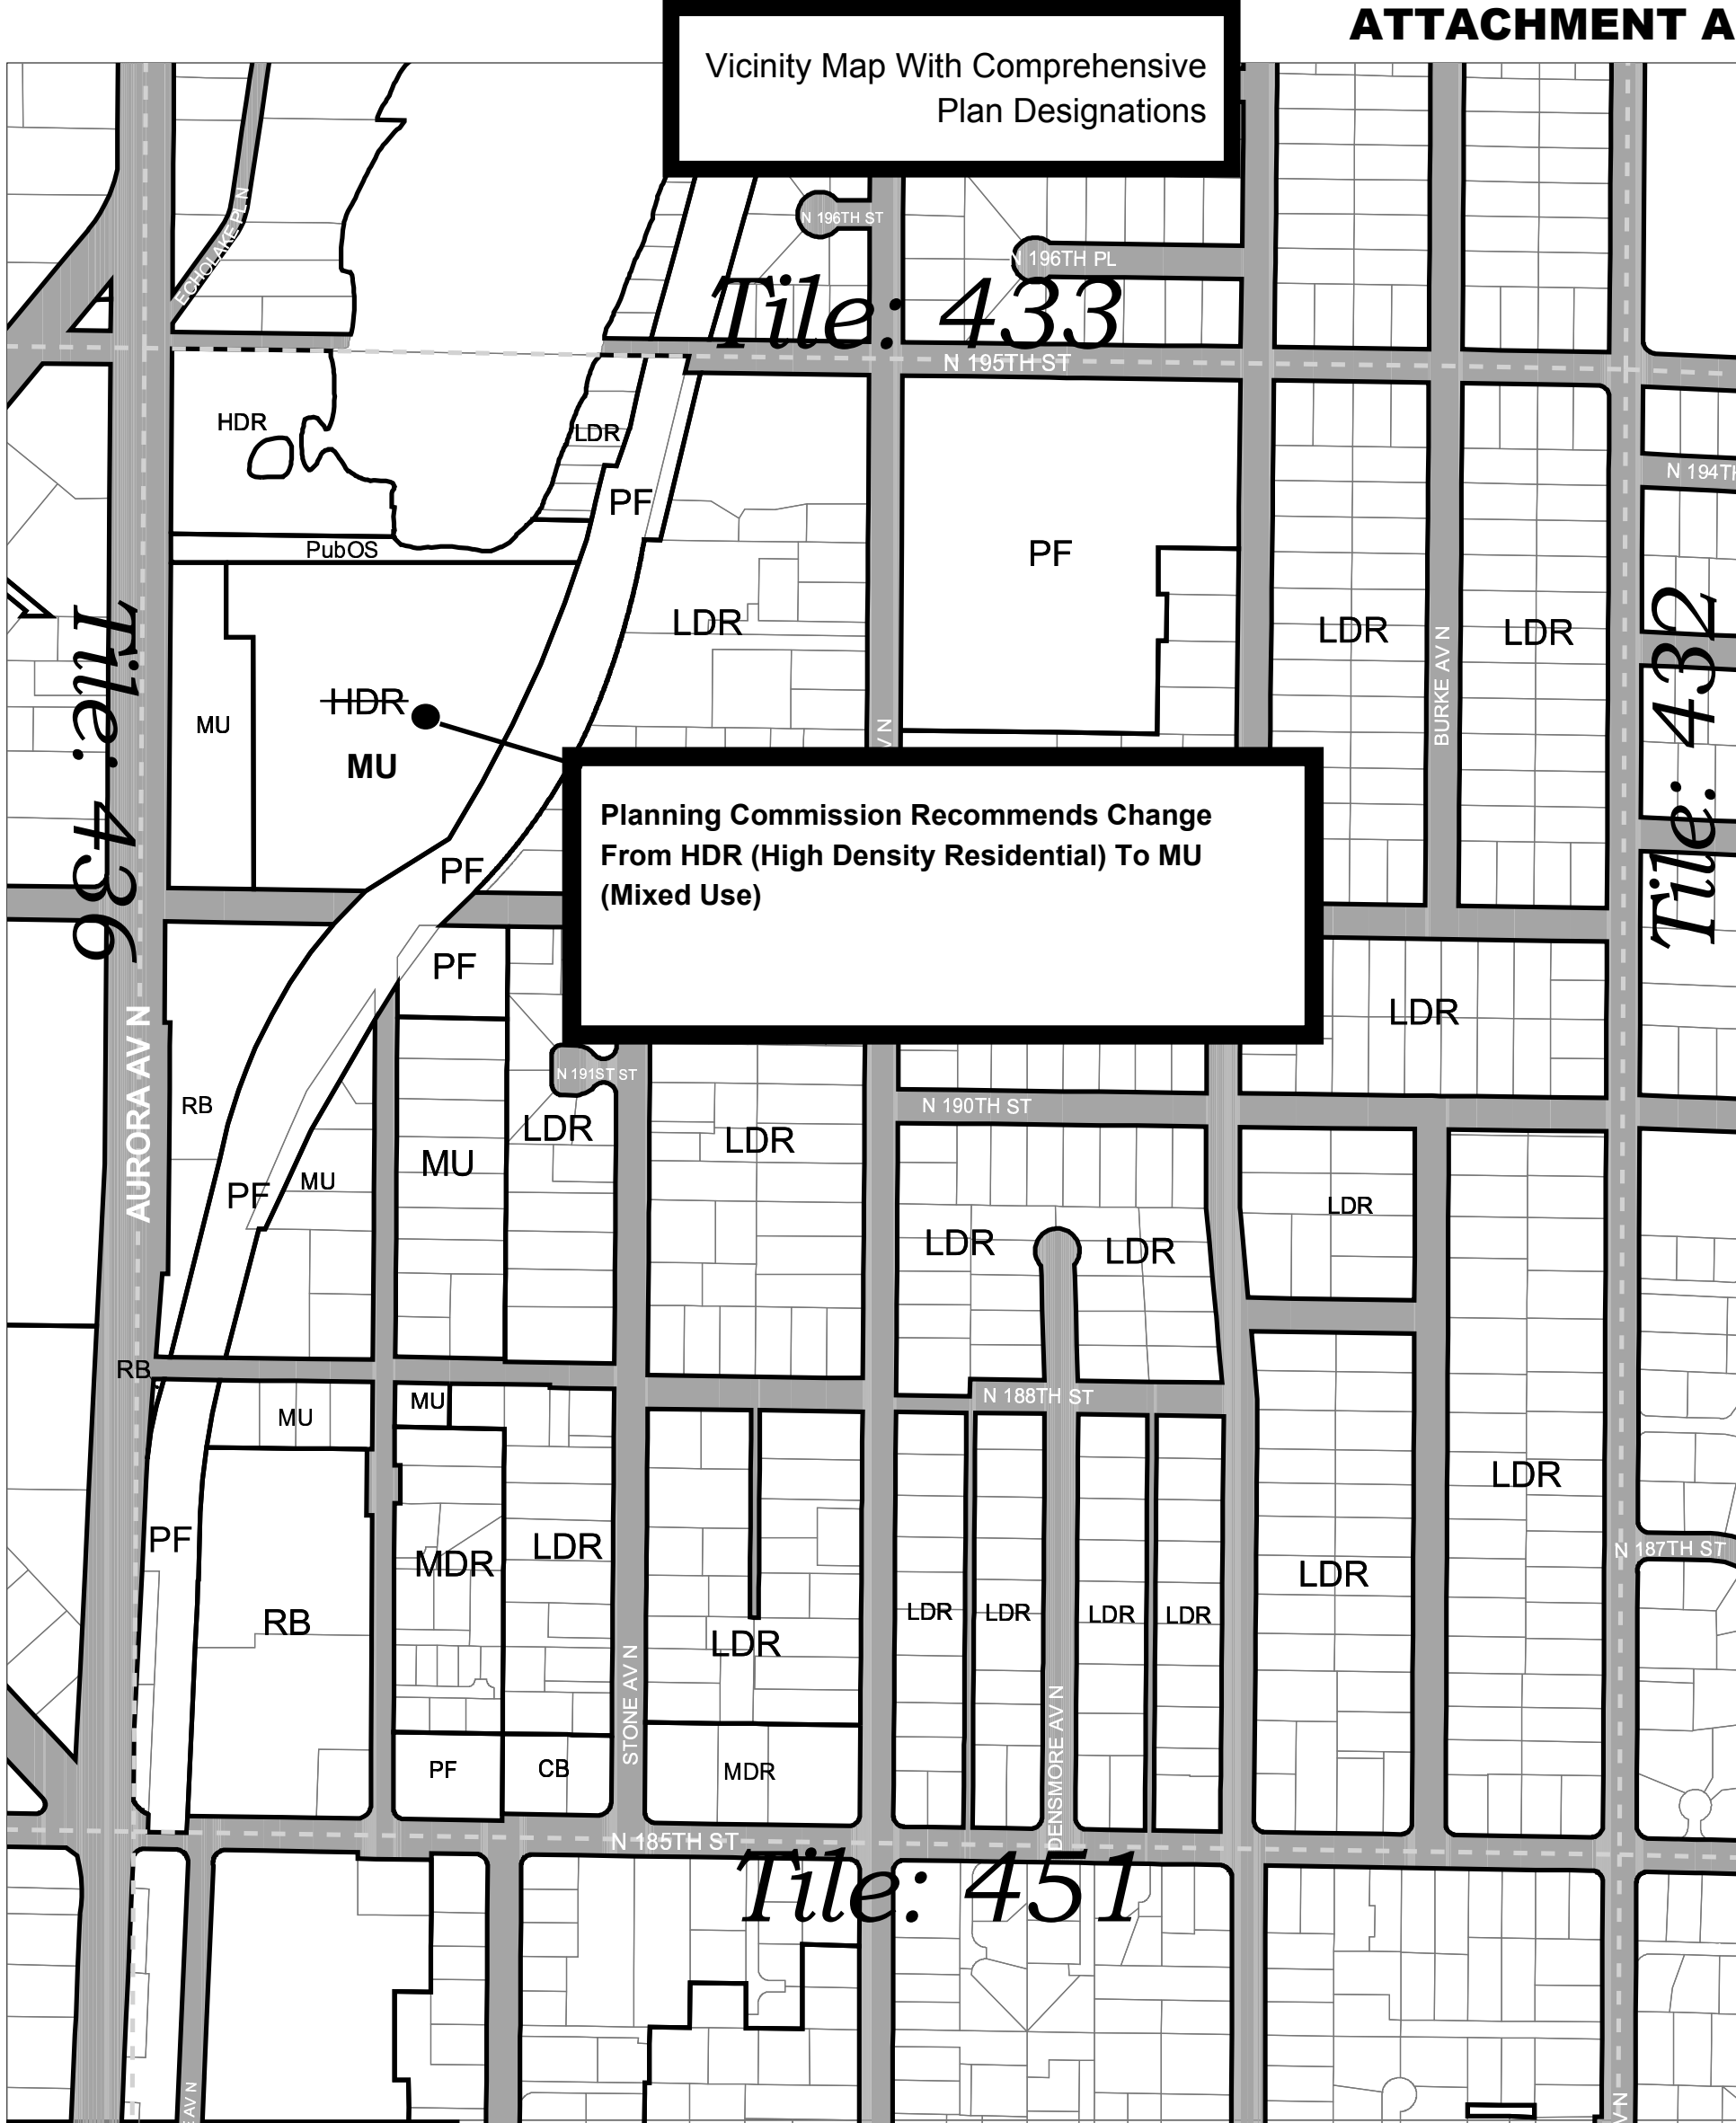 ATTACHMENT A
Vicinity Map With Comprehensive
Plan Designations
N 196TH ST
N 196TH PL
ECHOLAKE PL N
Tile: 433
N 195TH ST
HDR
LDR
N 194TH
PF
PubOS
PF
LDR
LDR
LDR
BURKE AV N
Tile: 432
Tile: 436
HDR
MU
MU
V N
Planning Commission Recommends Change
From HDR (High Density Residential) To MU
(Mixed Use)
PF
PF
LDR
AURORA AV N
N 191ST ST
RB
N 190TH ST
LDR
LDR
MU
MU
PF
LDR
LDR
LDR
RB
N 188TH ST
MU
MU
LDR
PF
LDR
MDR
N 187TH ST
LDR
RB
LDR
LDR
LDR
LDR
LDR
STONE AV N
DENSMORE AV N
PF
CB
MDR
N 185TH ST
Tile: 451
AV N
V N